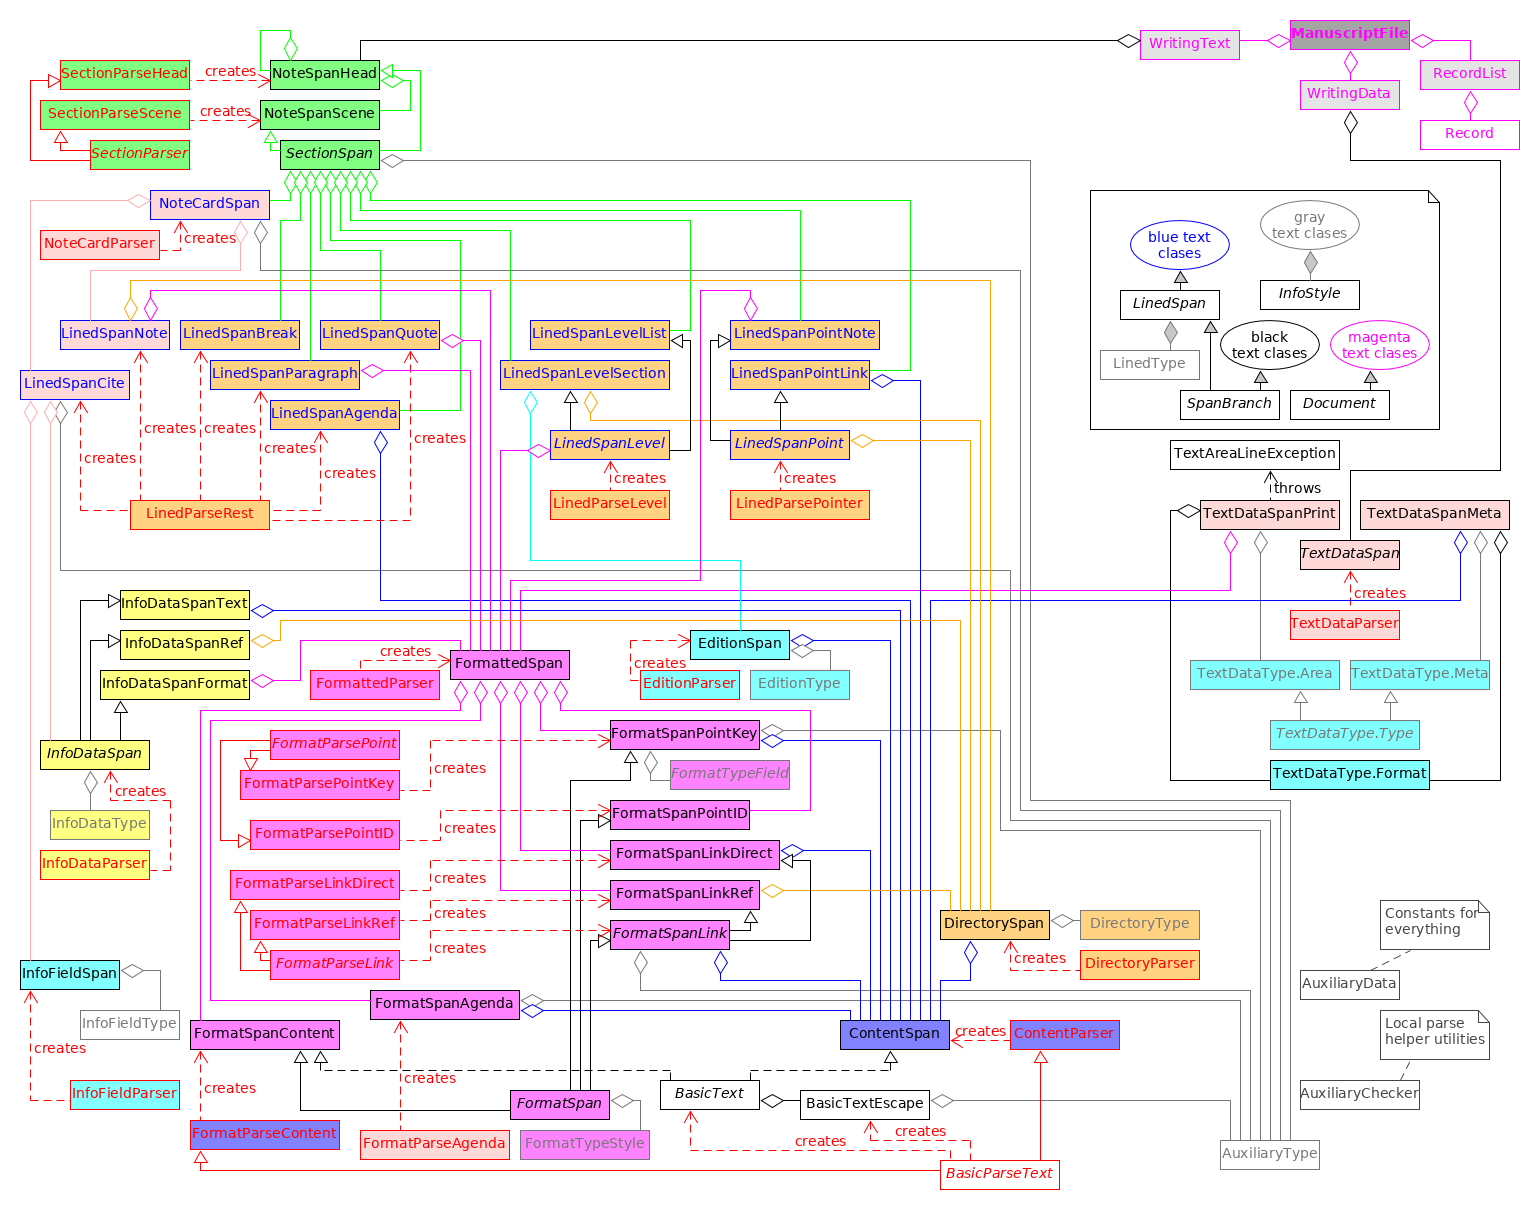 WritingText
ManuscriptFile
SectionParseHead
creates
NoteSpanHead
RecordList
WritingData
SectionParseScene
creates
NoteSpanScene
Record
SectionParser
SectionSpan
NoteCardSpan
NoteCardParser
creates
blue text
clases
gray
text clases
LinedSpan
InfoStyle
LinedSpanNote
LinedSpanBreak
LinedSpanQuote
LinedSpanLevelList
LinedSpanPointNote
black
text clases
magenta
text clases
LinedType
LinedSpanCite
LinedSpanParagraph
LinedSpanLevelSection
LinedSpanPointLink
SpanBranch
Document
LinedSpanAgenda
creates
creates
creates
creates
LinedSpanLevel
LinedSpanPoint
creates
creates
TextAreaLineException
throws
creates
creates
LinedParseRest
LinedParseLevel
LinedParsePointer
TextDataSpanPrint
TextDataSpanMeta
TextDataSpan
creates
TextDataParser
InfoDataSpanText
InfoDataSpanRef
InfoDataSpanFormat
creates
FormattedSpan
FormattedParser
EditionSpan
creates
EditionParser
EditionType
TextDataType.Area
TextDataType.Meta
TextDataType.Type
TextDataType.Format
InfoDataSpan
creates
InfoDataType
InfoDataParser
FormatParsePoint
FormatParsePointKey
creates
FormatSpanPointKey
FormatTypeField
FormatParsePointID
creates
FormatSpanPointID
FormatParseLinkDirect
creates
FormatSpanLinkDirect
FormatParseLinkRef
creates
FormatSpanLinkRef
FormatParseLink
creates
FormatSpanLink
DirectorySpan
DirectoryType
creates
DirectoryParser
Constants for
everything
AuxiliaryData
InfoFieldSpan
InfoFieldType
creates
InfoFieldParser
FormatSpanAgenda
FormatSpanContent
ContentSpan
creates
ContentParser
Local parse
helper utilities
AuxiliaryChecker
creates
creates
FormatSpan
BasicText
BasicTextEscape
FormatParseContent
FormatParseAgenda
FormatTypeStyle
creates
creates
AuxiliaryType
BasicParseText